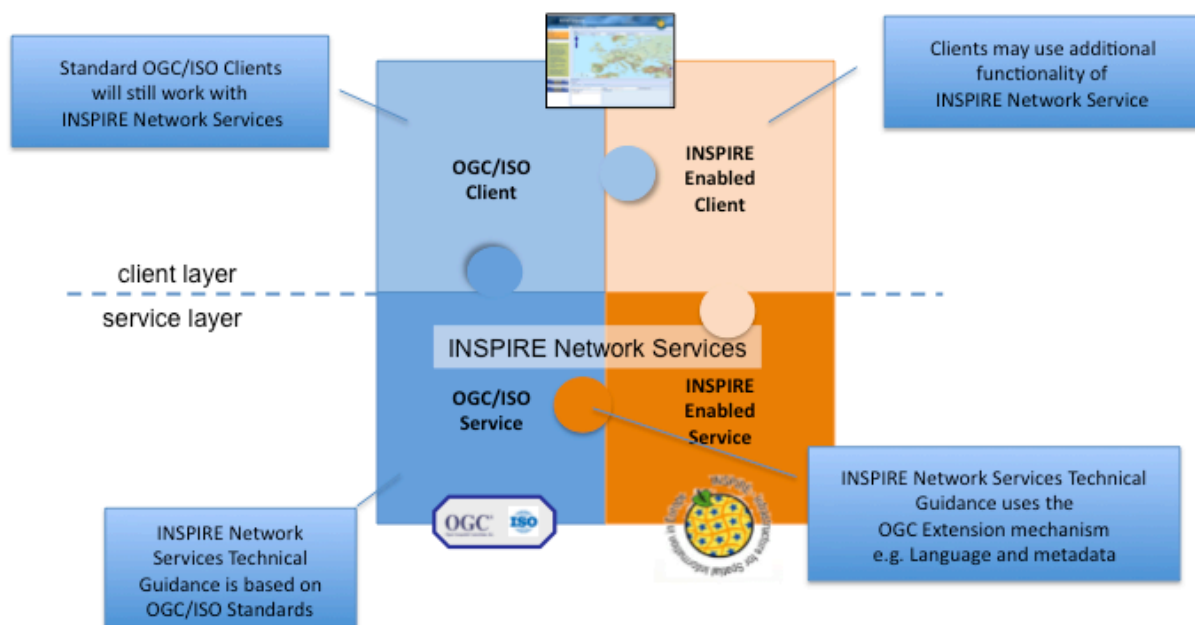 Standard OGC/ISO Clients
will still work with
INSPIRE Network Services
Clients may use additional
functionality of
INSPIRE Network Service
OGC/ISO
Client
INSPIRE
Enabled
Client
client layer
service layer
INSPIRE Network Services
OGC/ISO
Service
INSPIRE
Enabled
Service
INSPIRE Network
Services Technical
Guidance is based on
OGC/ISO Standards
INSPIRE Network Services Technical
Guidance uses the
OGC Extension mechanism
e.g. Language and metadata
OGC
ISO
INSPIRE